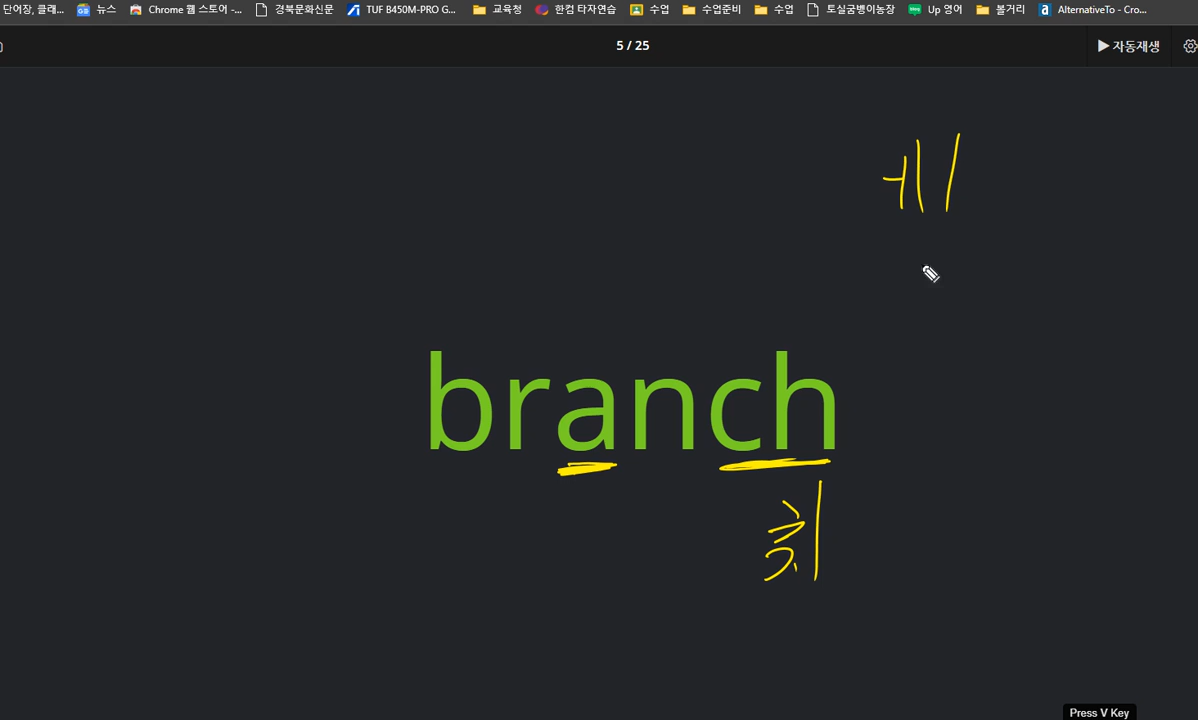 단어장, 클래... 뉴스 Chrome 웹 스토어 -... 경북문화신문 TUF B450M-PRO G... 교육청 한컴 타자연습 수업 수업준비 수업 토실굼벵이농장 Up 영어 볼거리 AlternativeTo - Cro...
5 / 25 자동재생
branch
치
Press V Key